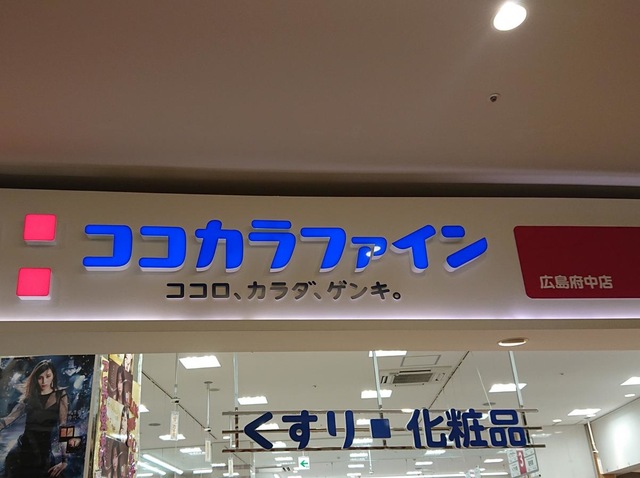 ココカラファイン
ココロ、カラダ、ゲンキ。
広島府中店
くすり■化粧品